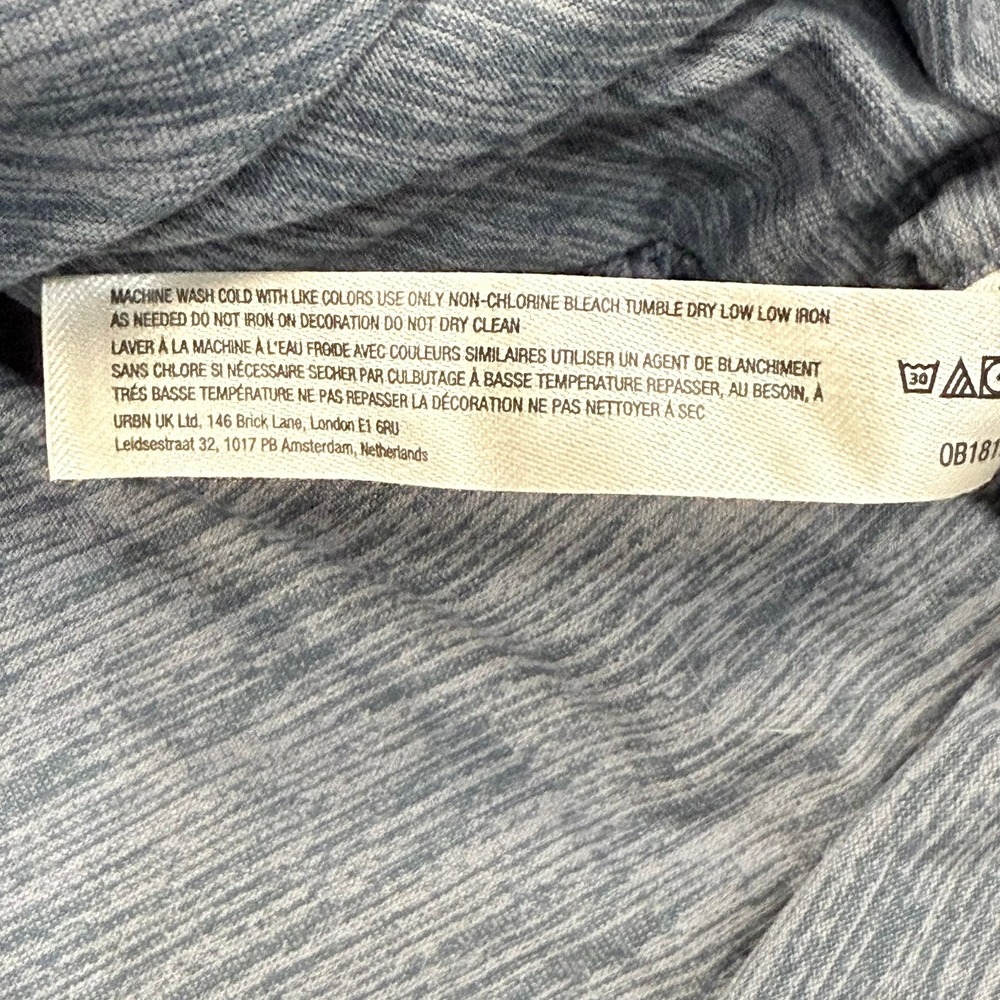 MACHINE WASH COLD WITH LIKE COLORS USE ONLY NON-CHLORINE BLEACH TUMBLE DRY LOW LOW IRON
AS NEEDED DO NOT IRON ON DECORATION DO NOT DRY CLEAN
LAVER À LA MACHINE À L'EAU FROIDE AVEC COULEURS SIMILAIRES UTILISER UN AGENT DE BLANCHIMENT
SANS CHLORE SI NÉCESSAIRE SECHER PAR CULBUTAGE À BASSE TEMPERATURE REPASSER, AU BESOIN, À
TRÉS BASSE TEMPÉRATURE NE PAS REPASSER LA DÉCORATION NE PAS NETTOYER À SEC
URBN UK Ltd, 146 Brick Lane, London E1 6RU
Leidsestraat 32, 1017 PB Amsterdam, Netherlands
30
OB181